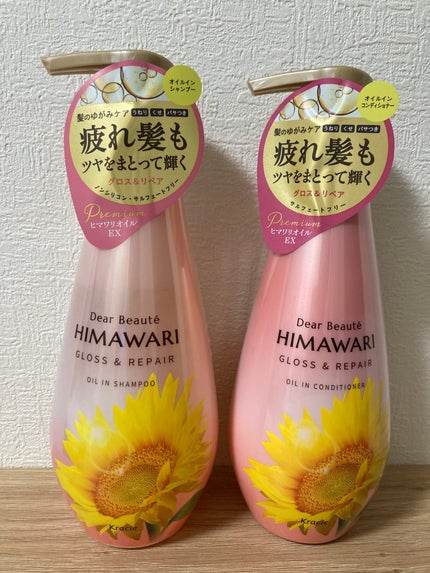 オイルイン
シャンプー
髪のゆがみケア うねり くせ パサつき
疲れ髪も
ツヤをまとって輝く
グロス&リペア
ノンシリコン・サルフェートフリー
Premium
ヒマワリオイル
EX
Dear Beauté
HIMAWARI
GLOSS & REPAIR
OIL IN SHAMPOO
Kracie
オイルイン
コンディショナー
髪のゆがみケア うねり くせ パサつき
疲れ髪も
ツヤをまとって輝く
グロス&リペア
サルフェートフリー
Premium
ヒマワリオイル
EX
Dear Beauté
HIMAWARI
GLOSS & REPAIR
OIL IN CONDITIONER
Kracie